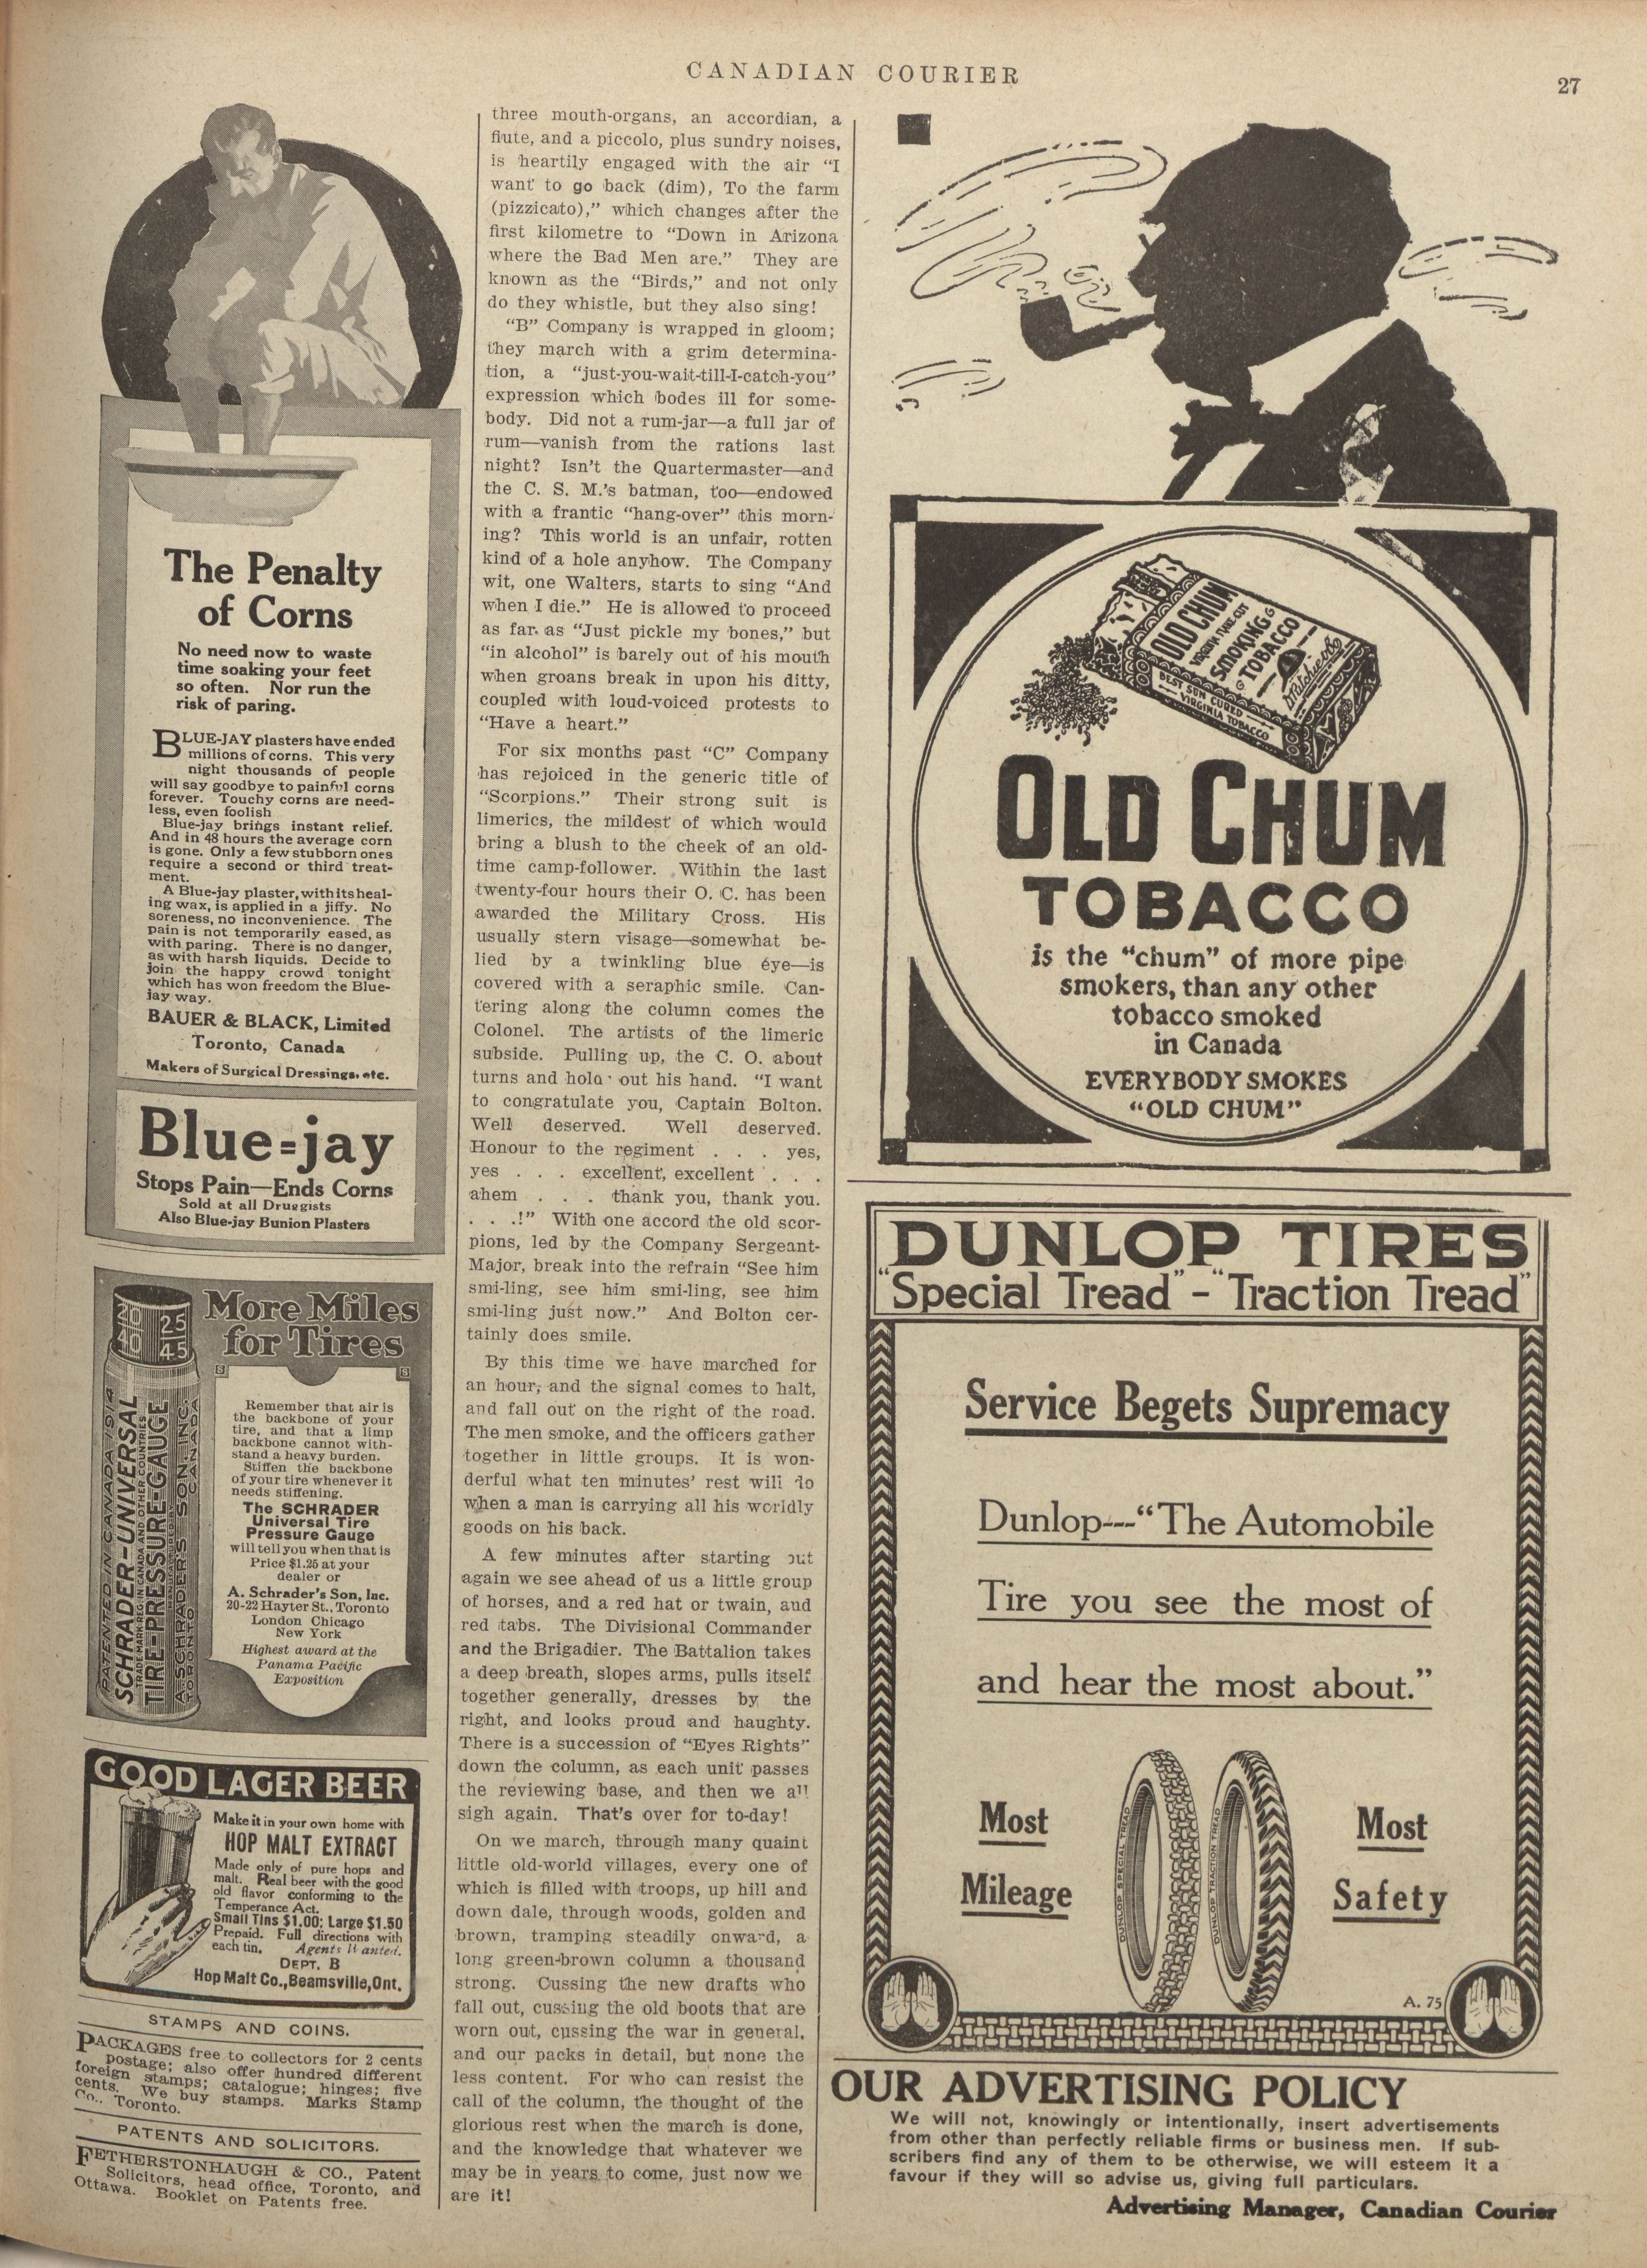 CANADIAN COURIER
27
The Penalty
of Corns
No need now to waste
time soaking your feet
so often. Nor run the
risk of paring.
BLUE-JAY plasters have ended
millions of corns. This very
night thousands of people
will say goodbye to painful corns
forever. Touchy corns are need-
less, even foolish
Blue-jay brings instant relief.
And in 48 hours the average corn
is gone. Only a few stubborn ones
require a second or third treat-
ment.
A Blue-jay plaster, with its heal-
ing wax, is applied in a jiffy. No
soreness, no inconvenience. The
pain is not temporarily eased, as
with paring. There is no danger,
as with harsh liquids. Decide to
join the happy crowd tonight
which has won freedom the Blue-
jay way.
BAUER & BLACK, Limited
Toronto, Canada
Makers of Surgical Dressings, etc.
Blue=jay
Stops Pain—Ends Corns
Sold at all Druggists
Also Blue-jay Bunion Plasters
More Miles
for Tires
25
45
PATENTED IN CANADA 1914
SCHRADER-UNIVERSAL
TRADE-MARK-REG. IN CANADA AND OTHER COUNTRIES
TIRE-PRESSURE-GAUGE
MANUFACTURED BY
A. SCHRADER'S SON, INC.
TORONTO CANADA
Remember that air is
the backbone of your
tire, and that a limp
backbone cannot with-
stand a heavy burden.
Stiffen the backbone
of your tire whenever it
needs stiffening.
The SCHRADER
Universal Tire
Pressure Gauge
will tell you when that is
Price $1.25 at your
dealer or
A. Schrader's Son, Inc.
20-22 Hayter St., Toronto
London Chicago
New York
Highest award at the
Panama Pacific
Exposition
GOOD LAGER BEER
Make it in your own home with
HOP MALT EXTRACT
Made only of pure hops and
malt. Real beer with the good
old flavor conforming to the
Temperance Act.
Small Tins $1.00; Large $1.50
Prepaid. Full directions with
each tin. Agents Wanted.
DEPT. B
Hop Malt Co., Beamsville, Ont.
STAMPS AND COINS.
PACKAGES free to collectors for 2 cents
postage; also offer hundred different
foreign stamps; catalogue; hinges; five
cents. We buy stamps. Marks Stamp
Co., Toronto.
PATENTS AND SOLICITORS.
FETHERSTONHAUGH & CO., Patent
Solicitors, head office, Toronto, and
Ottawa. Booklet on Patents free.
three mouth-organs, an accordian, a
flute, and a piccolo, plus sundry noises,
is heartily engaged with the air "I
want to go back (dim), To the farm
(pizzicato)," which changes after the
first kilometre to "Down in Arizona
where the Bad Men are." They are
known as the "Birds," and not only
do they whistle, but they also sing!
"B" Company is wrapped in gloom;
they march with a grim determina-
tion, a "just-you-wait-till-I-catch-you"
expression which bodes ill for some-
body. Did not a rum-jar—a full jar of
rum—vanish from the rations last
night? Isn't the Quartermaster—and
the C. S. M.'s batman, too—endowed
with a frantic "hang-over" this morn-
ing? This world is an unfair, rotten
kind of a hole anyhow. The Company
wit, one Walters, starts to sing "And
when I die." He is allowed to proceed
as far as "Just pickle my bones," but
"in alcohol" is barely out of his mouth
when groans break in upon his ditty,
coupled with loud-voiced protests to
"Have a heart."
For six months past "C" Company
has rejoiced in the generic title of
"Scorpions." Their strong suit is
limerics, the mildest of which would
bring a blush to the cheek of an old-
time camp-follower. Within the last
twenty-four hours their O. C. has been
awarded the Military Cross. His
usually stern visage—somewhat be-
lied by a twinkling blue eye—is
covered with a seraphic smile. Can-
tering along the column comes the
Colonel. The artists of the limeric
subside. Pulling up, the C. O. about
turns and hold out his hand. "I want
to congratulate you, Captain Bolton.
Well deserved. Well deserved.
Honour to the regiment . . . yes,
yes . . . excellent, excellent . . .
ahem . . . thank you, thank you.
. . .!" With one accord the old scor-
pions, led by the Company Sergeant-
Major, break into the refrain "See him
smi-ling, see him smi-ling, see him
smi-ling just now." And Bolton cer-
tainly does smile.
By this time we have marched for
an hour, and the signal comes to halt,
and fall out on the right of the road.
The men smoke, and the officers gather
together in little groups. It is won-
derful what ten minutes' rest will do
when a man is carrying all his worldly
goods on his back.
A few minutes after starting out
again we see ahead of us a little group
of horses, and a red hat or twain, and
red tabs. The Divisional Commander
and the Brigadier. The Battalion takes
a deep breath, slopes arms, pulls itself
together generally, dresses by the
right, and looks proud and haughty.
There is a succession of "Eyes Rights"
down the column, as each unit passes
the reviewing base, and then we all
sigh again. That's over for to-day!
On we march, through many quaint
little old-world villages, every one of
which is filled with troops, up hill and
down dale, through woods, golden and
brown, tramping steadily onward, a
long green-brown column a thousand
strong. Cussing the new drafts who
fall out, cussing the old boots that are
worn out, cussing the war in general,
and our packs in detail, but none the
less content. For who can resist the
call of the column, the thought of the
glorious rest when the march is done,
and the knowledge that whatever we
may be in years to come, just now we
are it!
OLD CHUM
VIRGINIA FLAKE CUT
SMOKING
TOBACCO
Ritchie & Co
BEST SUN CURED
VIRGINIA TOBACCO
OLD CHUM
TOBACCO
is the "chum" of more pipe
smokers, than any other
tobacco smoked
in Canada
EVERYBODY SMOKES
"OLD CHUM"
DUNLOP TIRES
"Special Tread" - "Traction Tread"
Service Begets Supremacy
Dunlop---"The Automobile
Tire you see the most of
and hear the most about."
Most
Mileage
DUNLOP SPECIAL TREAD
DUNLOP TRACTION TREAD
Most
Safety
A. 75
OUR ADVERTISING POLICY
We will not, knowingly or intentionally, insert advertisements
from other than perfectly reliable firms or business men. If sub-
scribers find any of them to be otherwise, we will esteem it a
favour if they will so advise us, giving full particulars.
Advertising Manager, Canadian Courier